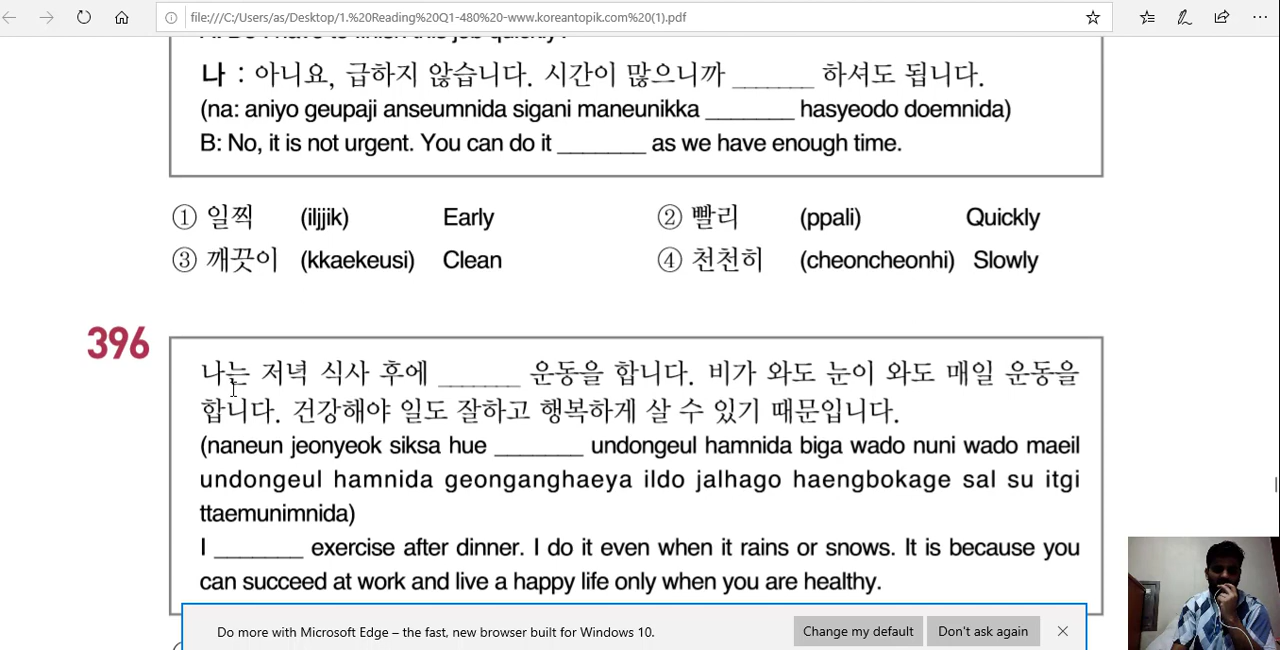 file:///C:/Users/as/Desktop/1.%20Reading%20Q1-480%20-www.koreantopik.com%20(1).pdf
A: Do I have to finish this job quickly?
나 : 아니요, 급하지 않습니다. 시간이 많으니까 _______ 하셔도 됩니다.
(na: aniyo geupaji anseumnida sigani maneunikka _______ hasyeodo doemnida)
B: No, it is not urgent. You can do it _______ as we have enough time.
① 일찍 (iljjik) Early ②빨리 (ppali) Quickly
③ 깨끗이 (kkaekeusi) Clean ④ 천천히 (cheoncheonhi) Slowly
396
나는 저녁 식사 후에 _______ 운동을 합니다. 비가 와도 눈이 와도 매일 운동을
합니다. 건강해야 일도 잘하고 행복하게 살 수 있기 때문입니다.
(naneun jeonyeok siksa hue _______ undongeul hamnida biga wado nuni wado maeil
undongeul hamnida geonganghaeya ildo jalhago haengbokage sal su itgi
ttaemunimnida)
I _______ exercise after dinner. I do it even when it rains or snows. It is because you
can succeed at work and live a happy life only when you are healthy.
Do more with Microsoft Edge – the fast, new browser built for Windows 10. Change my default Don't ask again